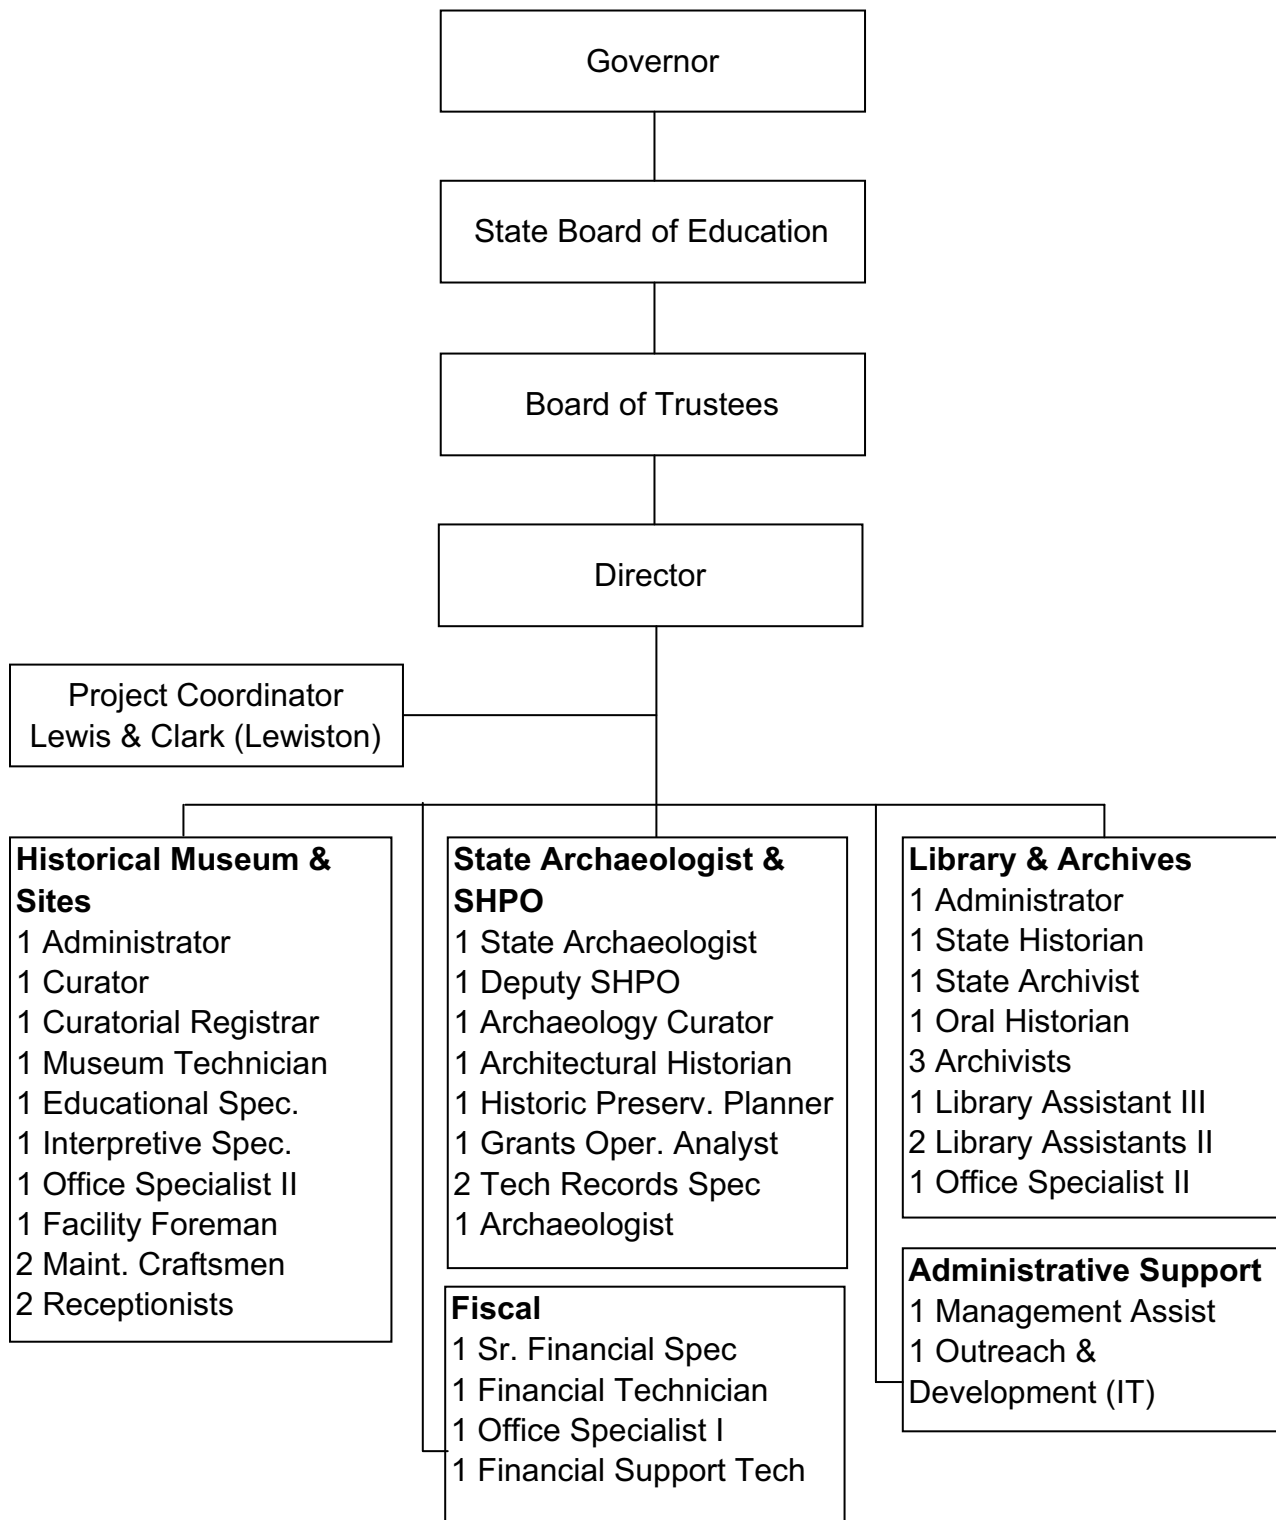 Governor
State Board of Education
Board of Trustees
Director
Project Coordinator
Lewis & Clark (Lewiston)
Historical Museum &
Sites
1 Administrator
1 Curator
1 Curatorial Registrar
1 Museum Technician
1 Educational Spec.
1 Interpretive Spec.
1 Office Specialist II
1 Facility Foreman
2 Maint. Craftsmen
2 Receptionists
State Archaeologist &
SHPO
1 State Archaeologist
1 Deputy SHPO
1 Archaeology Curator
1 Architectural Historian
1 Historic Preserv. Planner
1 Grants Oper. Analyst
2 Tech Records Spec
1 Archaeologist
Fiscal
1 Sr. Financial Spec
1 Financial Technician
1 Office Specialist I
1 Financial Support Tech
Library & Archives
1 Administrator
1 State Historian
1 State Archivist
1 Oral Historian
3 Archivists
1 Library Assistant III
2 Library Assistants II
1 Office Specialist II
Administrative Support
1 Management Assist
1 Outreach &
Development (IT)